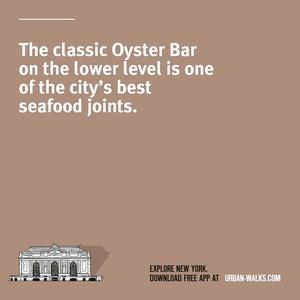 The classic Oyster Bar
on the lower level is one
of the city's best
seafood joints.
EXPLORE NEW YORK.
DOWNLOAD FREE APP AT URBAN-WALKS.COM